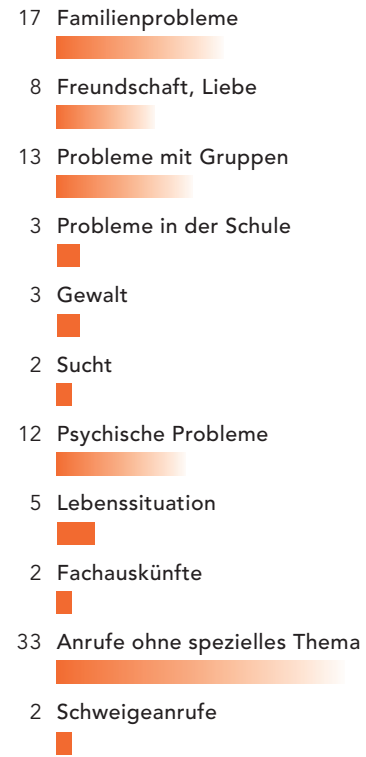 17 Familienprobleme
8 Freundschaft, Liebe
13 Probleme mit Gruppen
3 Probleme in der Schule
3 Gewalt
2 Sucht
12 Psychische Probleme
5 Lebenssituation
2 Fachauskünfte
33 Anrufe ohne spezielles Thema
2 Schweigeanrufe